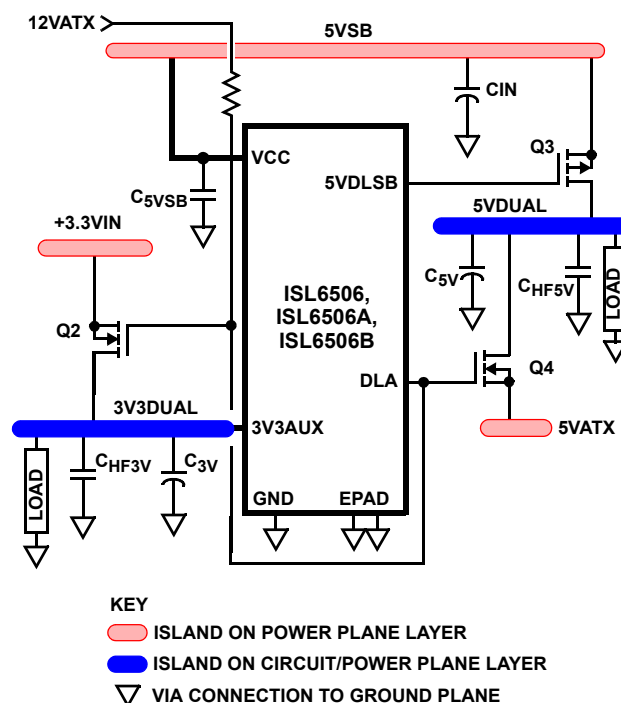 12VATX
5VSB
CIN
Q3
VCC
5VDLSB
C5VSB
5VDUAL
+3.3VIN
ISL6506,
ISL6506A,
ISL6506B
C5V
CHF5V
LOAD
Q2
DLA
Q4
3V3DUAL
3V3AUX
5VATX
LOAD
CHF3V
C3V
GND
EPAD
KEY
ISLAND ON POWER PLANE LAYER
ISLAND ON CIRCUIT/POWER PLANE LAYER
VIA CONNECTION TO GROUND PLANE